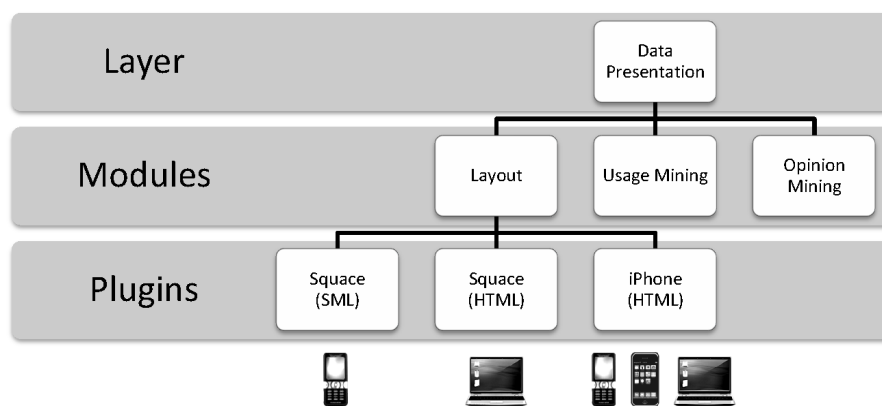 Layer
Data
Presentation
Modules
Layout
Usage Mining
Opinion
Mining
Plugins
Squace
(SML)
Squace
(HTML)
iPhone
(HTML)